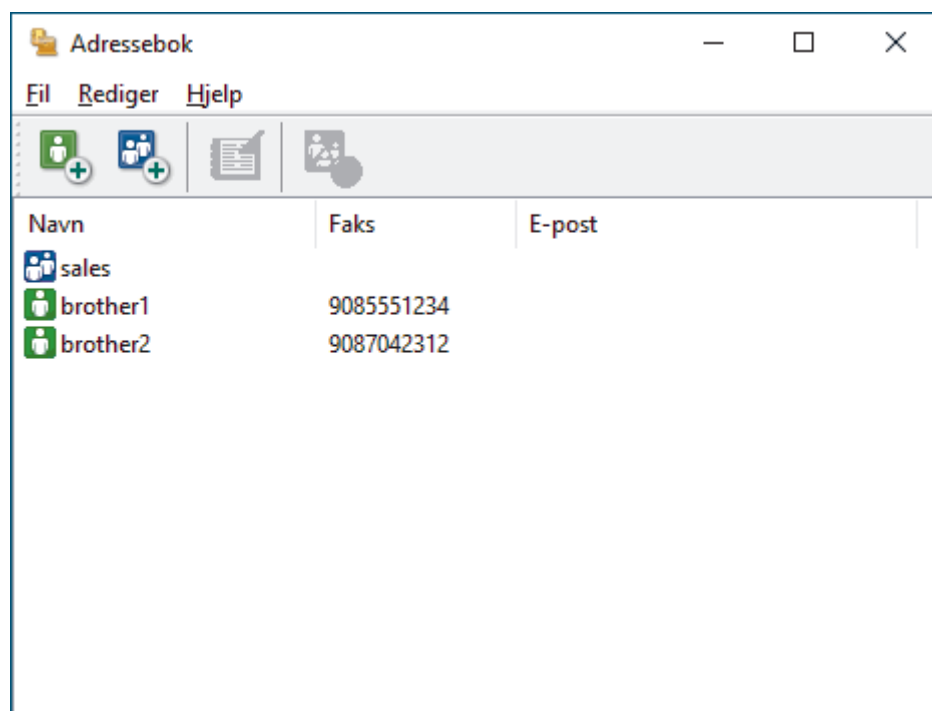 Adressebok
Fil Rediger Hjelp
Navn Faks E-post
sales
brother1 9085551234
brother2 9087042312